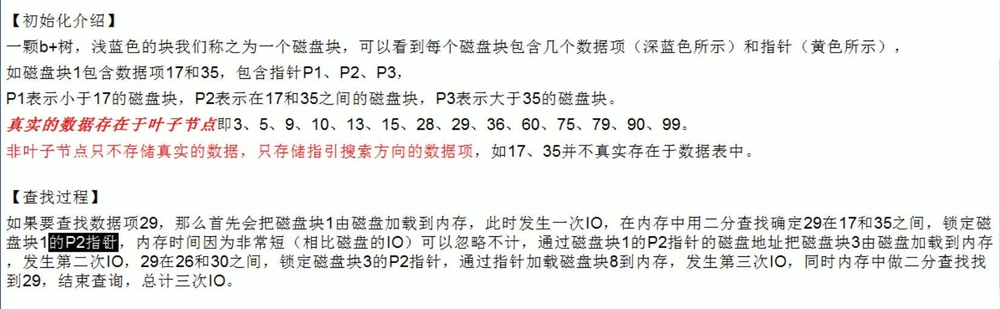 【初始化介绍】
一颗b+树，浅蓝色的块我们称之为一个磁盘块，可以看到每个磁盘块包含几个数据项（深蓝色所示）和指针（黄色所示），
如磁盘块1包含数据项17和35，包含指针P1、P2、P3，
P1表示小于17的磁盘块，P2表示在17和35之间的磁盘块，P3表示大于35的磁盘块。
真实的数据存在于叶子节点即3、5、9、10、13、15、28、29、36、60、75、79、90、99。
非叶子节点只不存储真实的数据，只存储指引搜索方向的数据项，如17、35并不真实存在于数据表中。
【查找过程】
如果要查找数据项29，那么首先会把磁盘块1由磁盘加载到内存，此时发生一次IO，在内存中用二分查找确定29在17和35之间，锁定磁
盘块1的P2指针，内存时间因为非常短（相比磁盘的IO）可以忽略不计，通过磁盘块1的P2指针的磁盘地址把磁盘块3由磁盘加载到内存
，发生第二次IO，29在26和30之间，锁定磁盘块3的P2指针，通过指针加载磁盘块8到内存，发生第三次IO，同时内存中做二分查找找
到29，结束查询，总计三次IO。